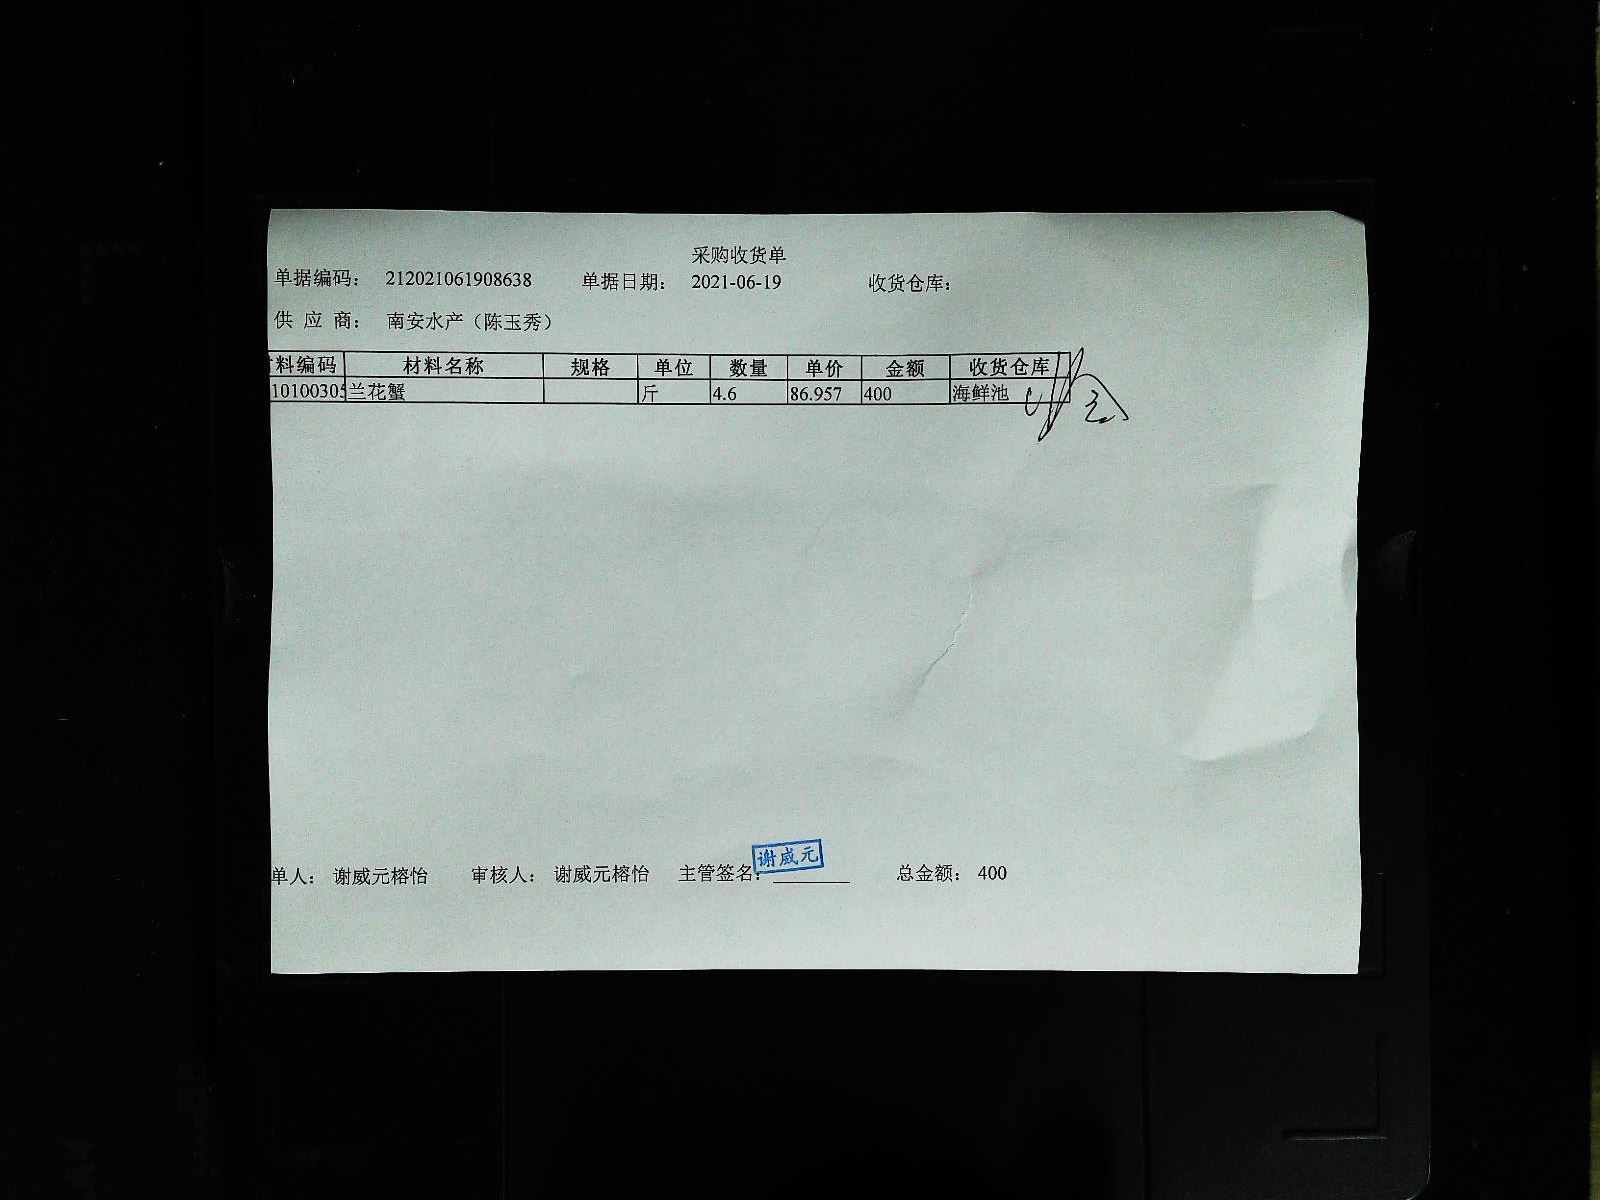 采购收货单
单据编码： 212021061908638 单据日期： 2021-06-19 收货仓库：
供 应 商： 南安水产（陈玉秀）
料编码 材料名称 规格 单位 数量 单价 金额 收货仓库
10100305 兰花蟹 斤 4.6 86.957 400 海鲜池
单人： 谢威元榕怡 审核人： 谢威元榕怡 主管签名： 谢威元 总金额： 400